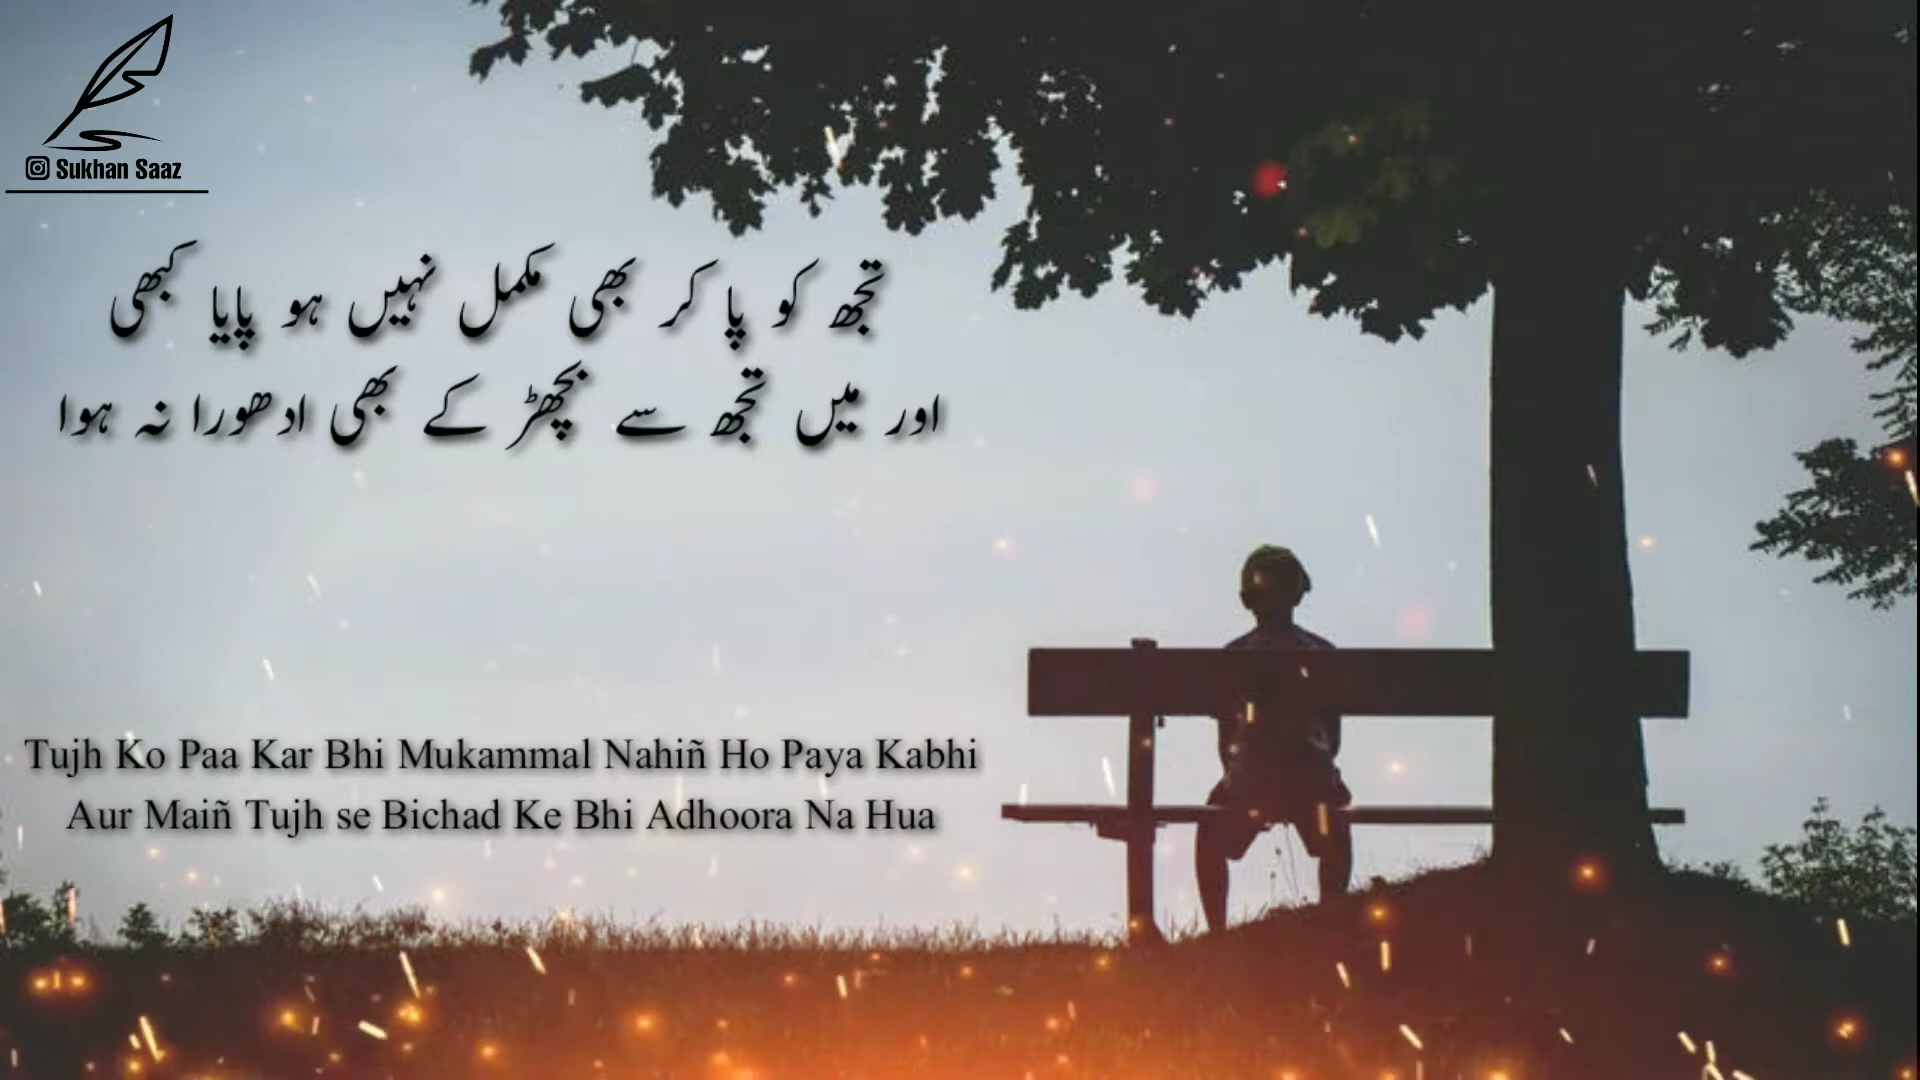 Sukhan Saaz
تجھ کو پا کر بھی مکمل نہیں ہو پایا کبھی
اور میں تجھ سے بچھڑ کے بھی ادھورا نہ ہوا
Tujh Ko Paa Kar Bhi Mukammal Nahiñ Ho Paya Kabhi
Aur Maiñ Tujh se Bichad Ke Bhi Adhoora Na Hua